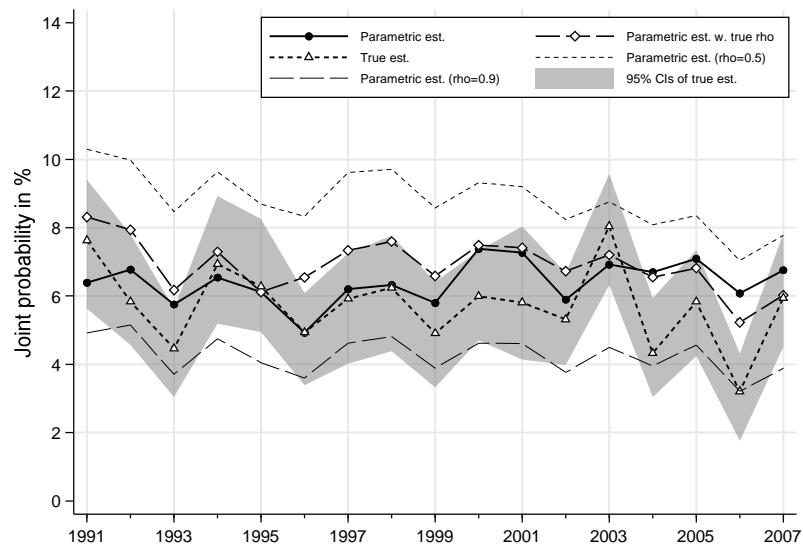 14
12
10
8
6
4
2
0
Joint probability in %
Parametric est.
Parametric est. w. true rho
True est.
Parametric est. (rho=0.5)
Parametric est. (rho=0.9)
95% CIs of true est.
1991 1993 1995 1997 1999 2001 2003 2005 2007